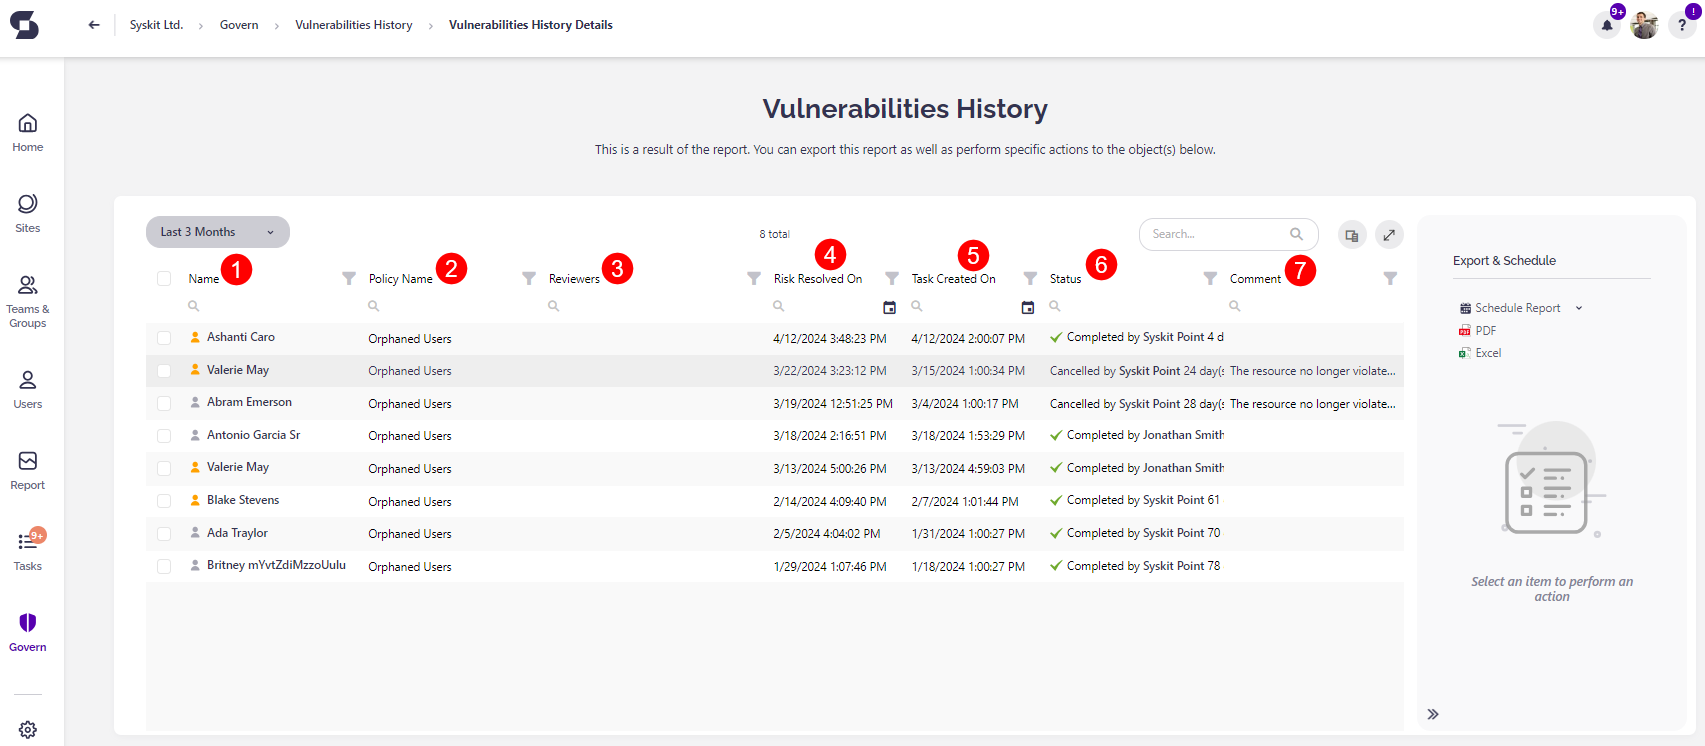 Syskit Ltd. › Govern › Vulnerabilities History › Vulnerabilities History Details
9+
!
?
Home
Sites
Teams &
Groups
Users
Report
9+
Tasks
Govern
Vulnerabilities History
This is a result of the report. You can export this report as well as perform specific actions to the object(s) below.
Last 3 Months
8 total
Search...
1 2 3 4 5 6 7
Name Policy Name Reviewers Risk Resolved On Task Created On Status Comment
Ashanti Caro Orphaned Users 4/12/2024 3:48:23 PM 4/12/2024 2:00:07 PM Completed by Syskit Point 4 d
Valerie May Orphaned Users 3/22/2024 3:23:12 PM 3/15/2024 1:00:34 PM Cancelled by Syskit Point 24 day(s The resource no longer violate...
Abram Emerson Orphaned Users 3/19/2024 12:51:25 PM 3/4/2024 1:00:17 PM Cancelled by Syskit Point 28 day(s The resource no longer violate...
Antonio Garcia Sr Orphaned Users 3/18/2024 2:16:51 PM 3/18/2024 1:53:29 PM Completed by Jonathan Smith
Valerie May Orphaned Users 3/13/2024 5:00:26 PM 3/13/2024 4:59:03 PM Completed by Jonathan Smith
Blake Stevens Orphaned Users 2/14/2024 4:09:40 PM 2/7/2024 1:01:44 PM Completed by Syskit Point 61
Ada Traylor Orphaned Users 2/5/2024 4:04:02 PM 1/31/2024 1:00:27 PM Completed by Syskit Point 70
Britney mYvtZdiMzzoUulu Orphaned Users 1/29/2024 1:07:46 PM 1/18/2024 1:00:27 PM Completed by Syskit Point 78
Export & Schedule
Schedule Report
PDF
Excel
Select an item to perform an
action